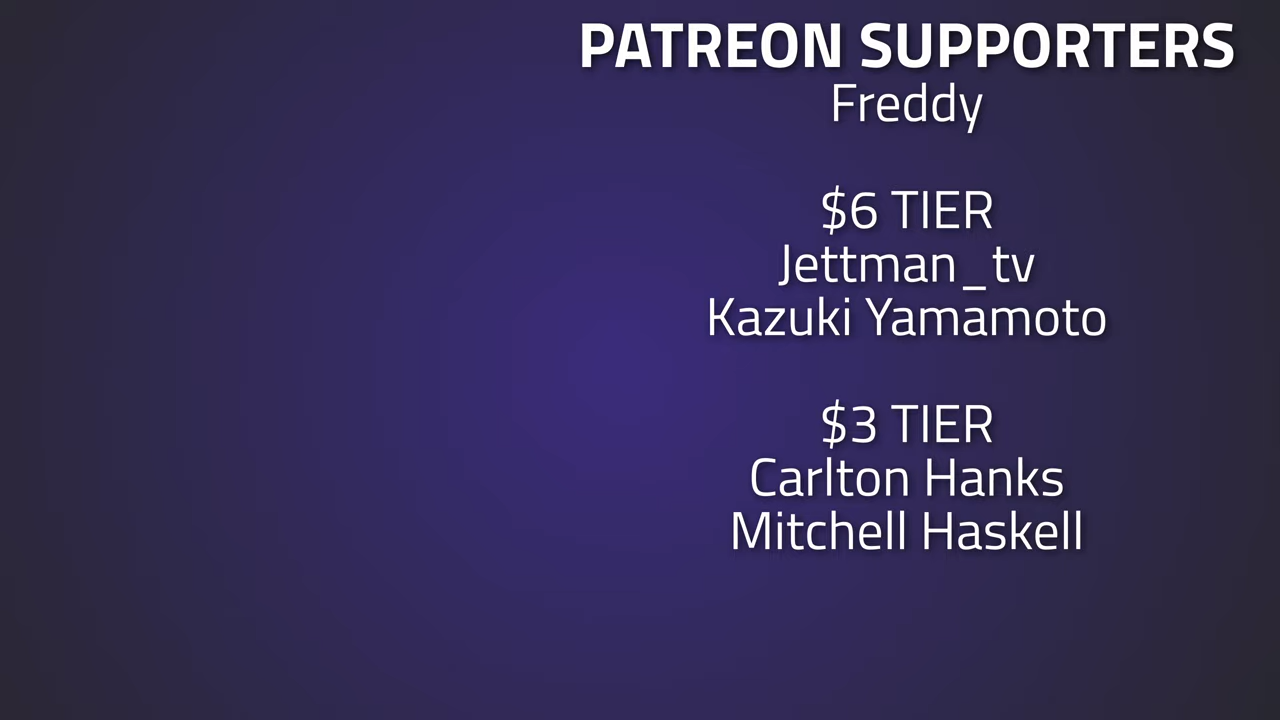 PATREON SUPPORTERS
Freddy
$6 TIER
Jettman_tv
Kazuki Yamamoto
$3 TIER
Carlton Hanks
Mitchell Haskell